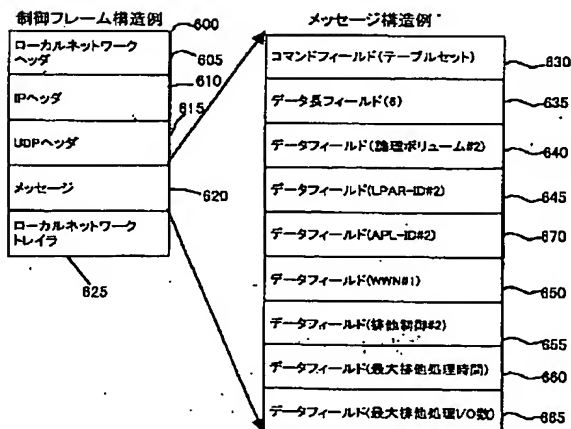 制御フレーム構造例
600
ローカルネットワーク
ヘッダ
605
610
IPヘッダ
615
UDPヘッダ
メッセージ
620
ローカルネットワーク
トレイラ
625
メッセージ構造例
コマンドフィールド(テーブルセット)
630
データ長フィールド(6)
635
データフィールド(論理ボリューム#2)
640
データフィールド(LPAR-ID#2)
645
データフィールド(APL-ID#2)
670
データフィールド(WWN#1)
650
データフィールド(排他制御#2)
655
データフィールド(最大排他処理時間)
660
データフィールド(最大排他処理I/O数)
665